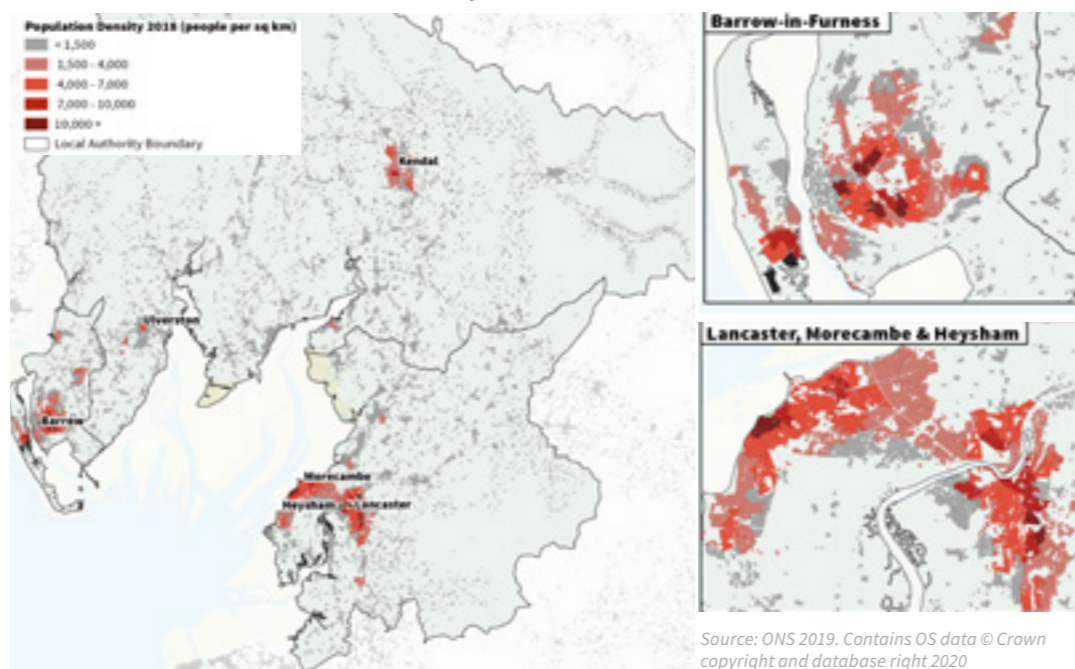 Population Density 2018 (people per sq km)
< 1,500
1,500 - 4,000
4,000 - 7,000
7,000 - 10,000
10,000 =
Local Authority Boundary
Kendal
Ulverston
Barrow
Morecambe
Heysham
Lancaster
Barrow-in-Furness
Lancaster, Morecambe & Heysham
Source: ONS 2019. Contains OS data © Crown
copyright and database right 2020